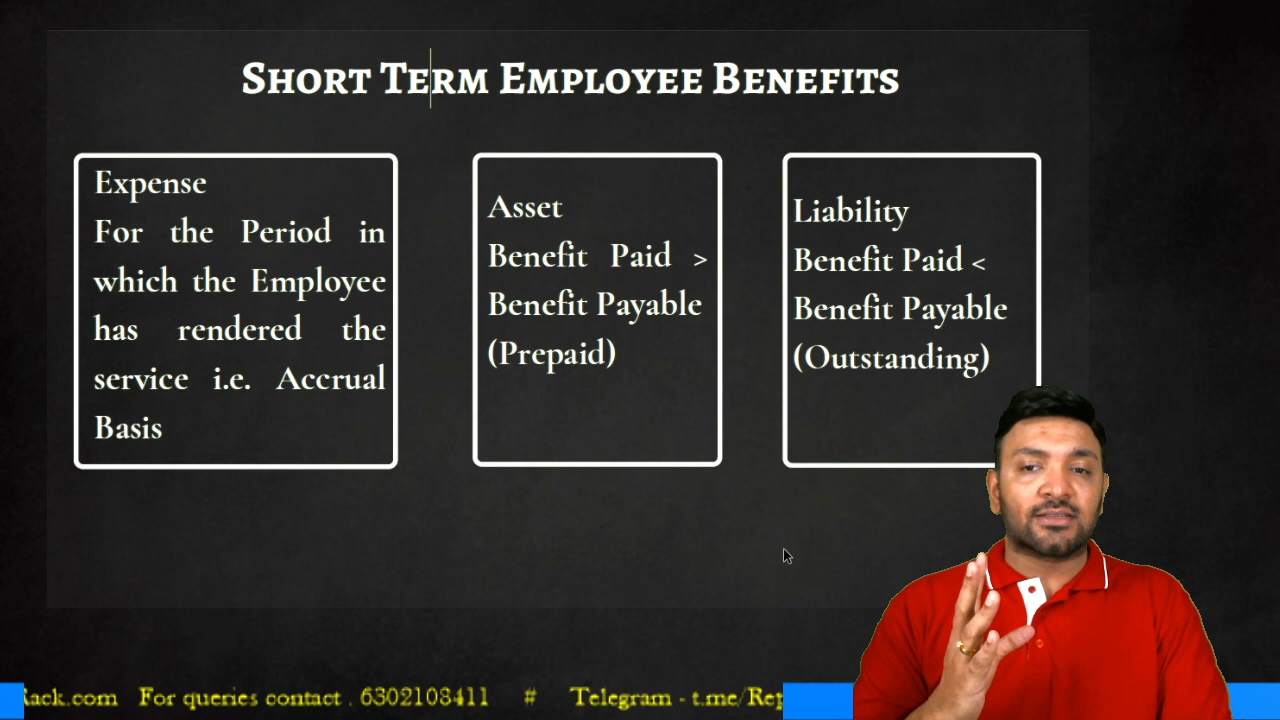 Short Term Employee Benefits
Expense
For the Period in
which the Employee
has rendered the
service i.e. Accrual
Basis
Asset
Benefit Paid >
Benefit Payable
(Prepaid)
Liability
Benefit Paid <
Benefit Payable
(Outstanding)
For queries contact . 6302108411 # Telegram - t.me/Rep